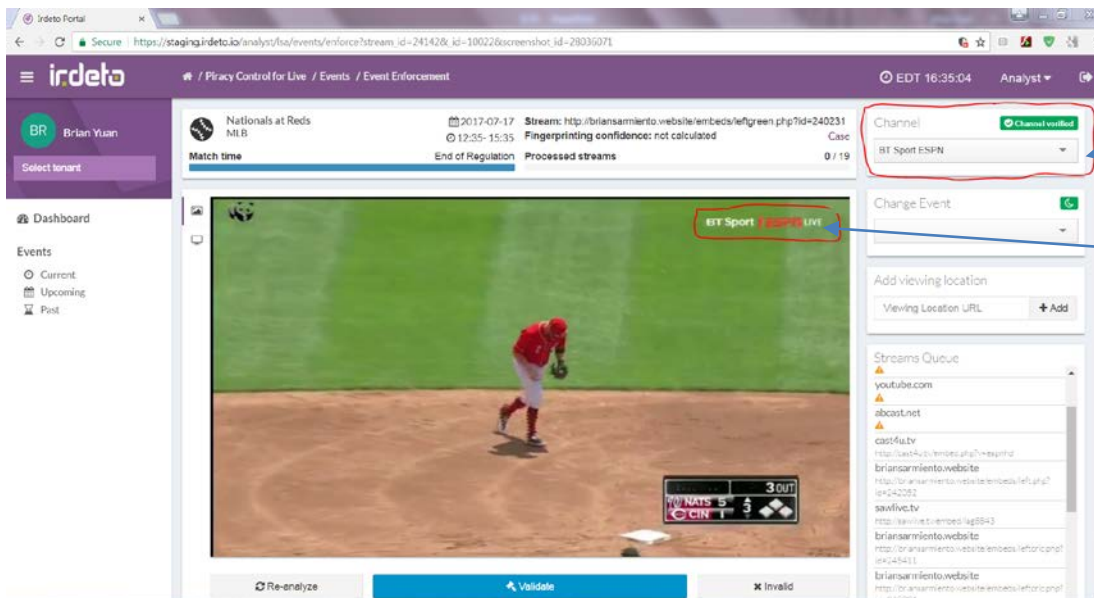 Irdeto Portal
Secure https://staging.irdeto.io/analyst/lsa/events/enforce?stream_id=24142&_id=10022&screenshot_id=28036071
irdeto
/ Piracy Control for Live / Events / Event Enforcement
EDT 16:35:04
Analyst
BR
Brian Yuan
Select tenant
Dashboard
Events
Current
Upcoming
Past
Nationals at Reds
MLB
2017-07-17
12:35- 15:35
Match time
End of Regulation
Stream: http://briansarmiento.website/embeds/leftgreen.php?id=240231
Fingerprinting confidence: not calculated
Case
Processed streams
0 / 19
BT Sport ESPN LIVE
3 OUT
NATS 5
CIN 1
3
Re-analyze
Validate
Invalid
Channel
Channel verified
BT Sport ESPN
Change Event
Add viewing location
Viewing Location URL
+ Add
Streams Queue
youtube.com
abcast.net
cast4u.tv
briansarmiento.website
sawlive.tv
briansarmiento.website
briansarmiento.website